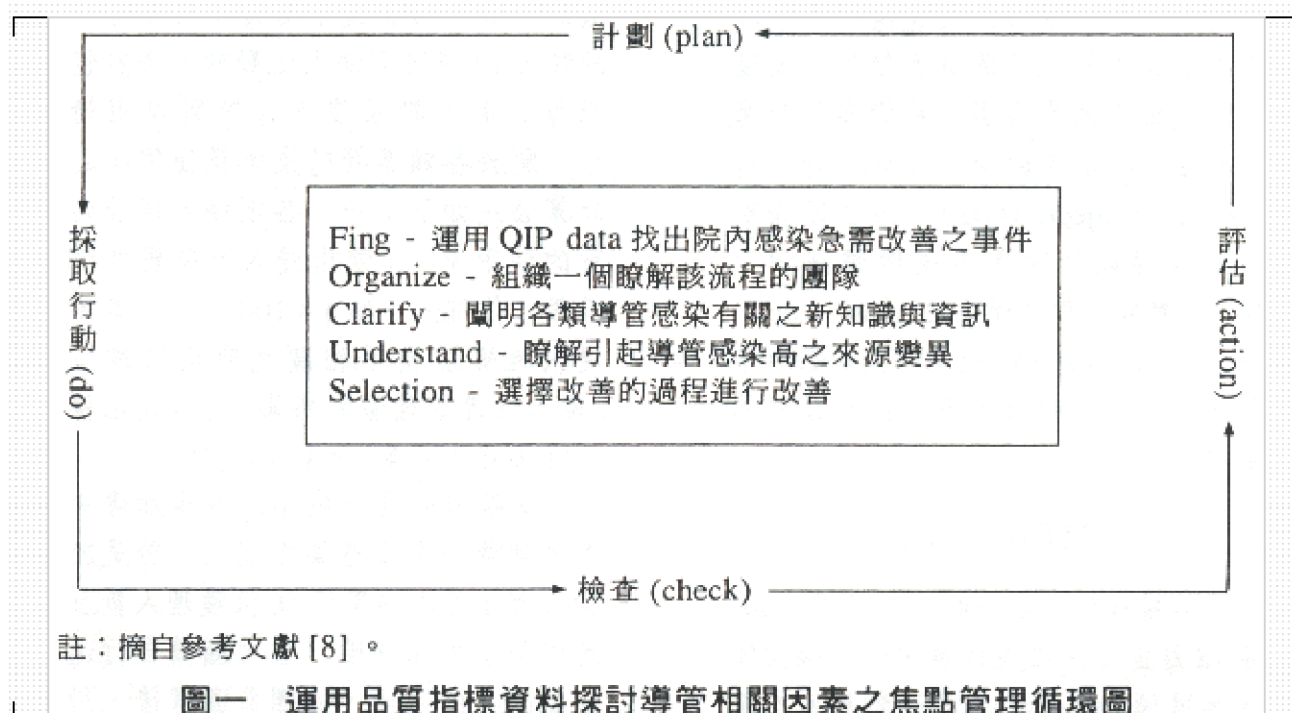 計劃 (plan)
採取行動 (do)
Fing - 運用 QIP data 找出院內感染急需改善之事件
Organize - 組織一個瞭解該流程的團隊
Clarify - 闡明各類導管感染有關之新知識與資訊
Understand - 瞭解引起導管感染高之來源變異
Selection - 選擇改善的過程進行改善
評估 (action)
檢查 (check)
註：摘自參考文獻 [8] 。
圖一 運用品質指標資料探討導管相關因素之焦點管理循環圖